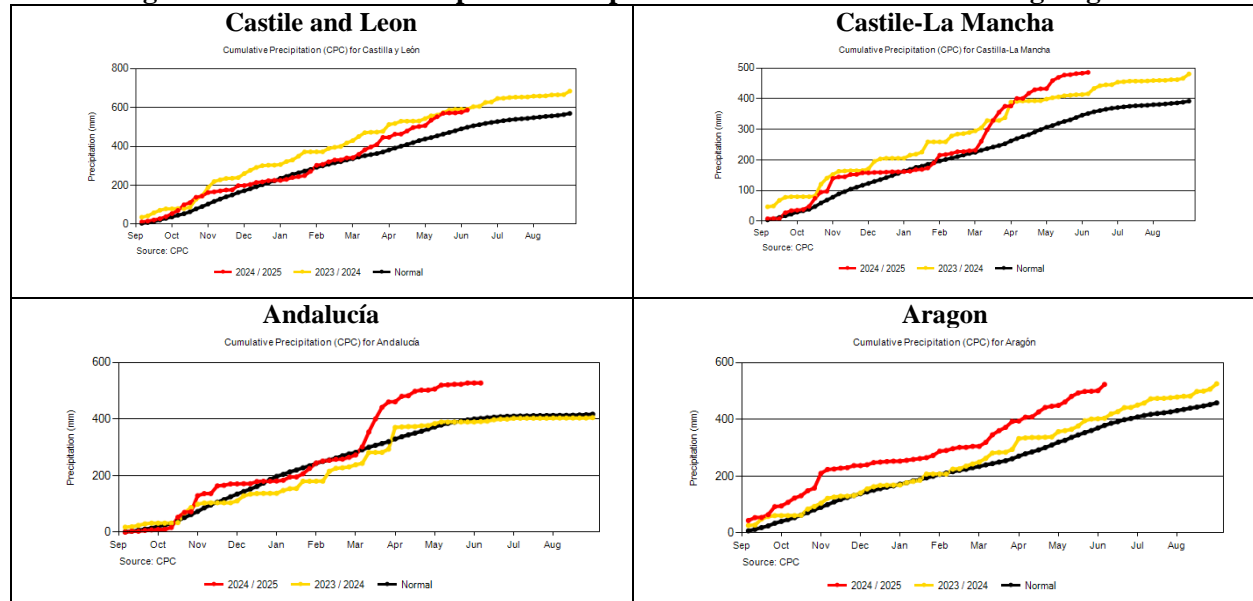 Castile and Leon
Cumulative Precipitation (CPC) for Castilla y León
Precipitation (mm)
800
600
400
200
0
Sep Oct Nov Dec Jan Feb Mar Apr May Jun Jul Aug
Source: CPC
2024 / 2025 2023 / 2024 Normal
Castile-La Mancha
Cumulative Precipitation (CPC) for Castilla-La Mancha
Precipitation (mm)
500
400
300
200
100
0
Sep Oct Nov Dec Jan Feb Mar Apr May Jun Jul Aug
Source: CPC
2024 / 2025 2023 / 2024 Normal
Andalucía
Cumulative Precipitation (CPC) for Andalucía
Precipitation (mm)
600
400
200
0
Sep Oct Nov Dec Jan Feb Mar Apr May Jun Jul Aug
Source: CPC
2024 / 2025 2023 / 2024 Normal
Aragon
Cumulative Precipitation (CPC) for Aragón
Precipitation (mm)
600
400
200
0
Sep Oct Nov Dec Jan Feb Mar Apr May Jun Jul Aug
Source: CPC
2024 / 2025 2023 / 2024 Normal